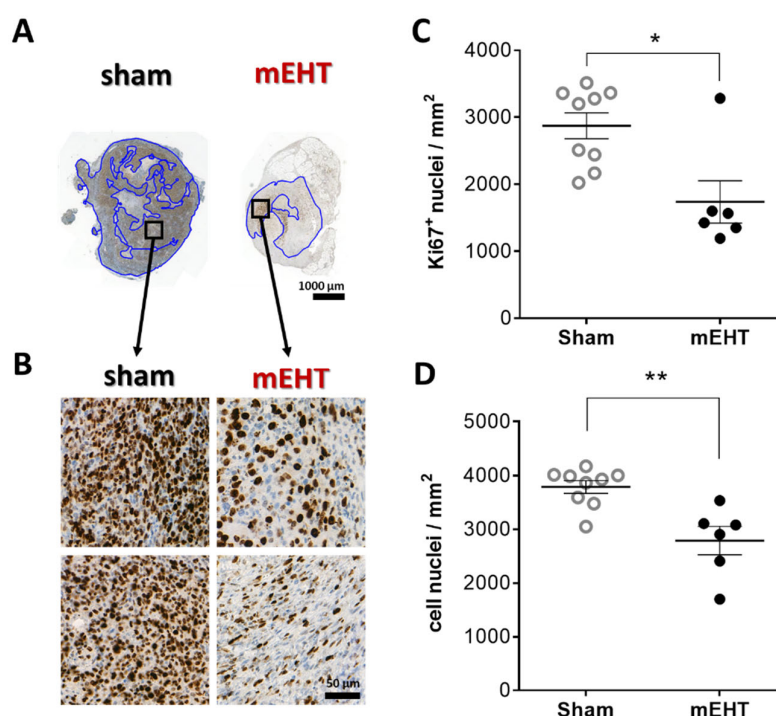 A
sham
mEHT
1000 µm
B
sham
mEHT
50 µm
C
*
Ki67⁺ nuclei / mm²
4000
3000
2000
1000
0
Sham
mEHT
D
**
cell nuclei / mm²
5000
4000
3000
2000
1000
0
Sham
mEHT